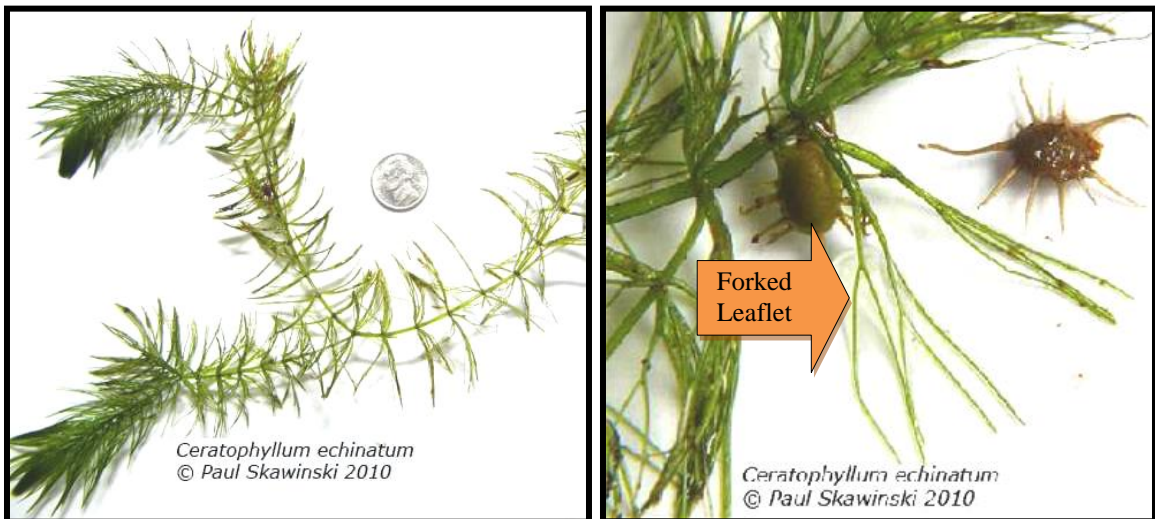 Forked
Leaflet
Ceratophyllum echinatum
© Paul Skawinski 2010
Ceratophyllum echinatum
© Paul Skawinski 2010